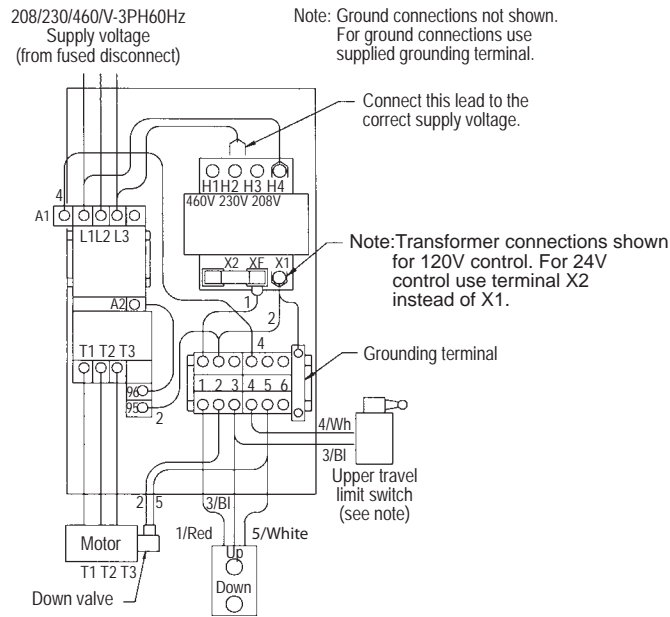 208/230/460/V-3PH60Hz
Supply voltage
(from fused disconnect)
Note: Ground connections not shown.
For ground connections use
supplied grounding terminal.
Connect this lead to the
correct supply voltage.
4
H1 H2 H3 H4
460V 230V 208V
A1
L1 L2 L3
X2 XF X1
Note:Transformer connections shown
for 120V control. For 24V
control use terminal X2
instead of X1.
A2
1
2
4
T1 T2 T3
Grounding terminal
1 2 3 4 5 6
96
95
2
4/Wh
3/Bl
Upper travel
limit switch
(see note)
2 5
3/Bl
1/Red
5/White
Motor
T1 T2 T3
Up
Down
Down valve